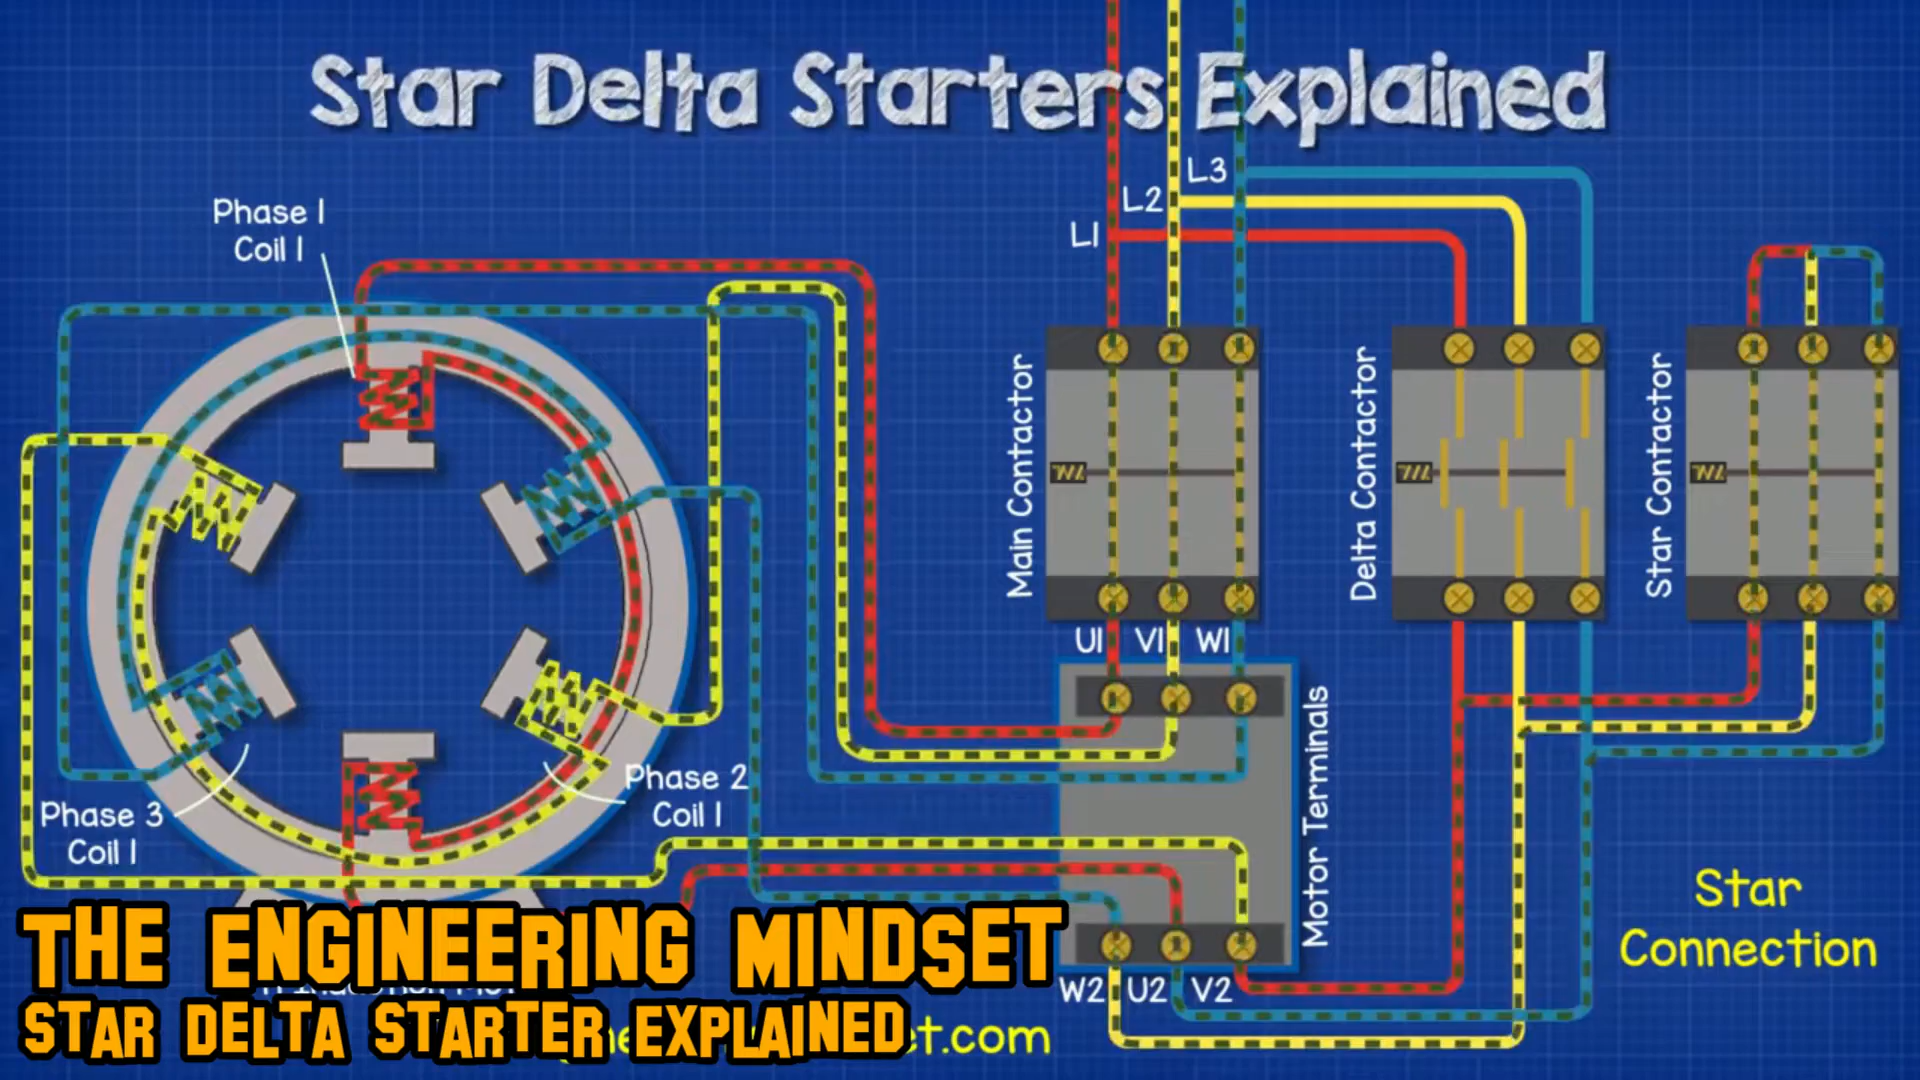 Star Delta Starters Explained
L3
L2
L1
Phase 1
Coil 1
Main Contactor
Delta Contactor
Star Contactor
U1 V1 W1
Motor Terminals
Phase 2
Coil 1
Phase 3
Coil 1
Star
Connection
W2 U2 V2
THE ENGINEERING MINDSET
STAR DELTA STARTER EXPLAINED
et.com